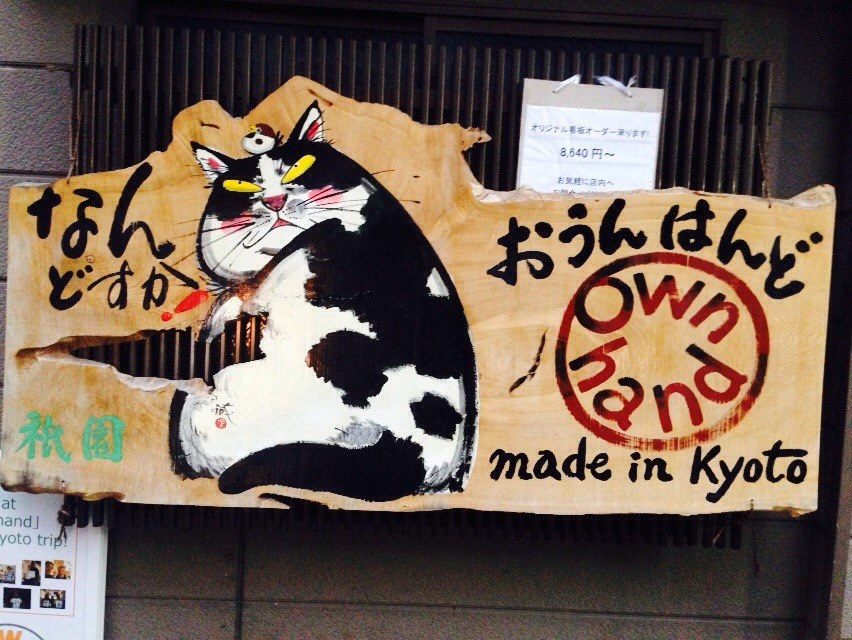 なん
どすか!
祇園
オリジナル看板オーダー承ります!
8,640 円～
お気軽に店内へ
おうんはんど
own
hand
made in Kyoto
at
hand」
yoto trip!